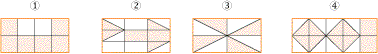 ① ② ③ ④